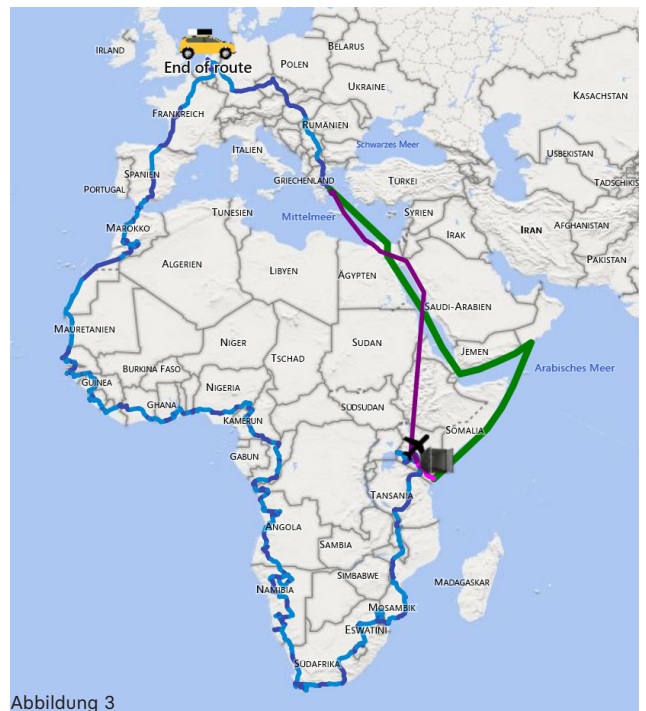 BELARUS
IRLAND
End of route
POLEN
UKRAINE
KASACHSTAN
FRANKREICH
RUMÄNIEN
ITALIEN
Schwarzes Meer
USBEKISTAN
SPANIEN
GRIECHENLAND
TÜRKEI
TADSCHIKIS
PORTUGAL
TUNESIEN
Mittelmeer
SYRIEN
MAROKKO
IRAK
IRAN
AFGHANISTAN
ALGERIEN
LIBYEN
ÄGYPTEN
PAKISTAN
SAUDI-ARABIEN
MAURETANIEN
NIGER
SUDAN
JEMEN
TSCHAD
BURKINA FASO
Arabisches Meer
GUINEA
NIGERIA
GHANA
SÜDSUDAN
KAMERUN
SOMALIA
GABUN
TANSANIA
ANGOLA
SAMBIA
SIMBABWE
MADAGASKAR
NAMIBIA
MOSAMBIK
ESWATINI
SÜDAFRIKA
Abbildung 3